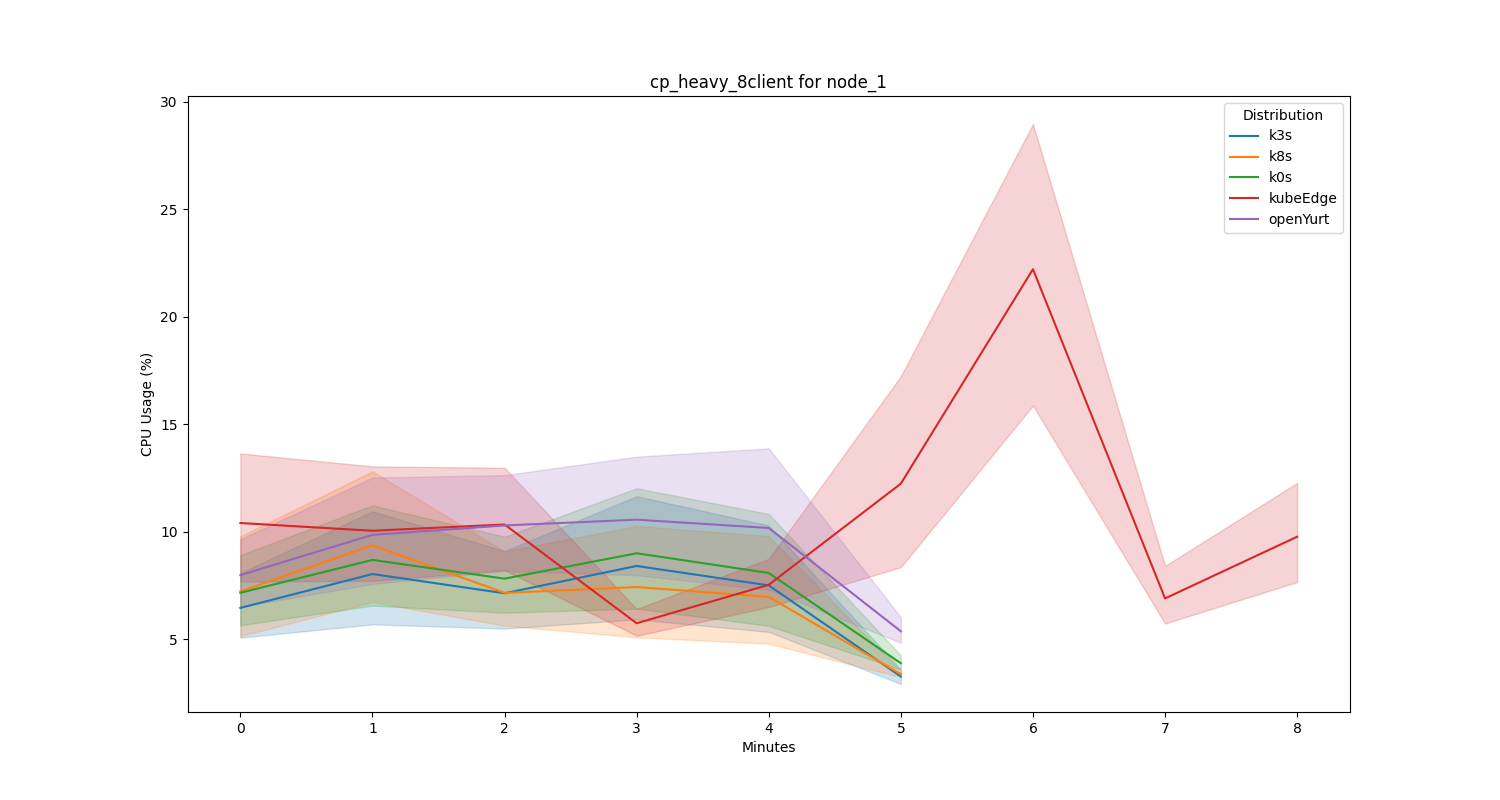 cp_heavy_8client for node_1
Distribution
k3s
k8s
k0s
kubeEdge
openYurt
CPU Usage (%)
30
25
20
15
10
5
0 1 2 3 4 5 6 7 8
Minutes